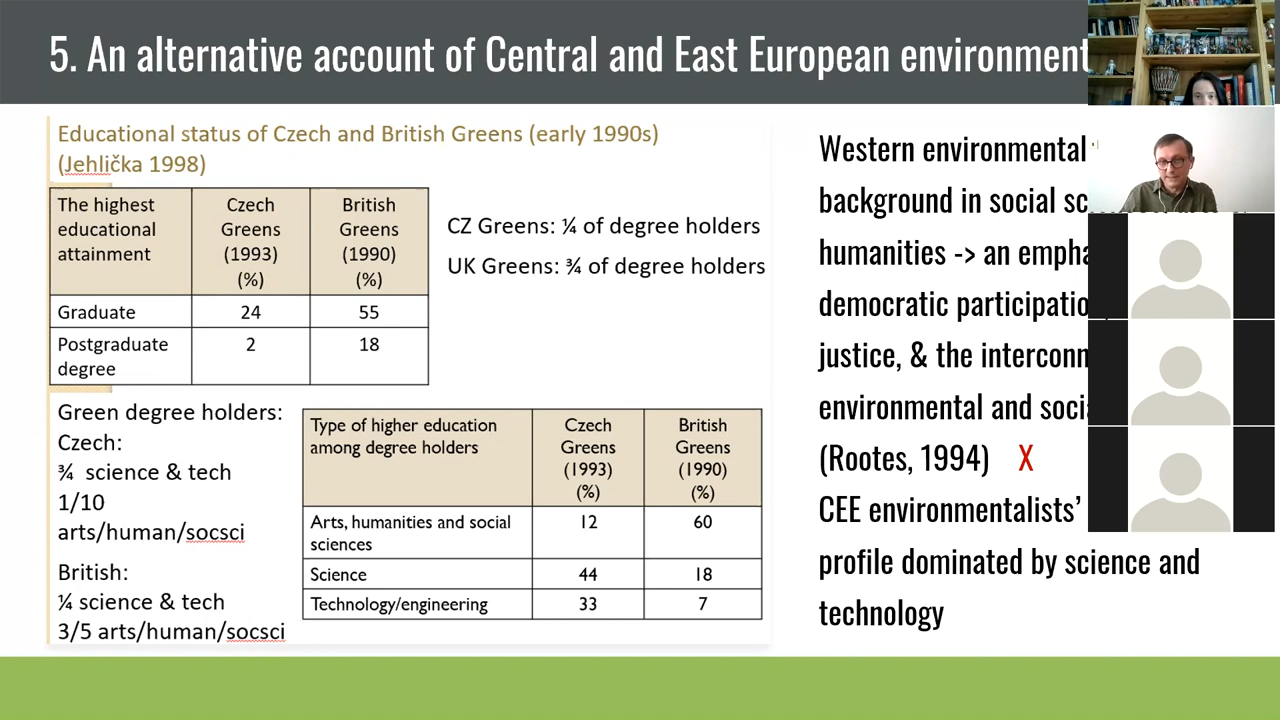 5. An alternative account of Central and East European environment
Educational status of Czech and British Greens (early 1990s)
(Jehlička 1998)
The highest educational attainment | Czech Greens (1993) (%) | British Greens (1990) (%)
Graduate | 24 | 55
Postgraduate degree | 2 | 18
CZ Greens: ¼ of degree holders
UK Greens: ¾ of degree holders
Green degree holders:
Czech:
¾ science & tech
1/10
arts/human/socsci
British:
¼ science & tech
3/5 arts/human/socsci
Type of higher education among degree holders | Czech Greens (1993) (%) | British Greens (1990) (%)
Arts, humanities and social sciences | 12 | 60
Science | 44 | 18
Technology/engineering | 33 | 7
Western environmental
background in social
humanities -> an
democratic
justice, & the
environmental and
(Rootes, 1994) X
CEE environmentalists’
profile dominated by science and
technology